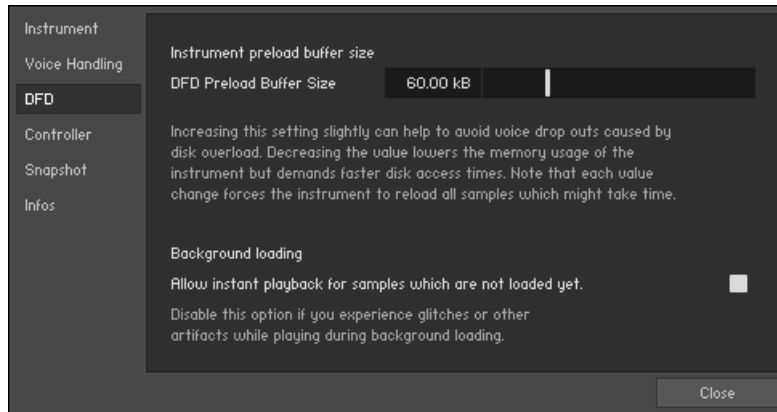 Instrument
Voice Handling
DFD
Controller
Snapshot
Infos
Instrument preload buffer size
DFD Preload Buffer Size 60.00 kB
Increasing this setting slightly can help to avoid voice drop outs caused by
disk overload. Decreasing the value lowers the memory usage of the
instrument but demands faster disk access times. Note that each value
change forces the instrument to reload all samples which might take time.
Background loading
Allow instant playback for samples which are not loaded yet.
Disable this option if you experience glitches or other
artifacts while playing during background loading.
Close